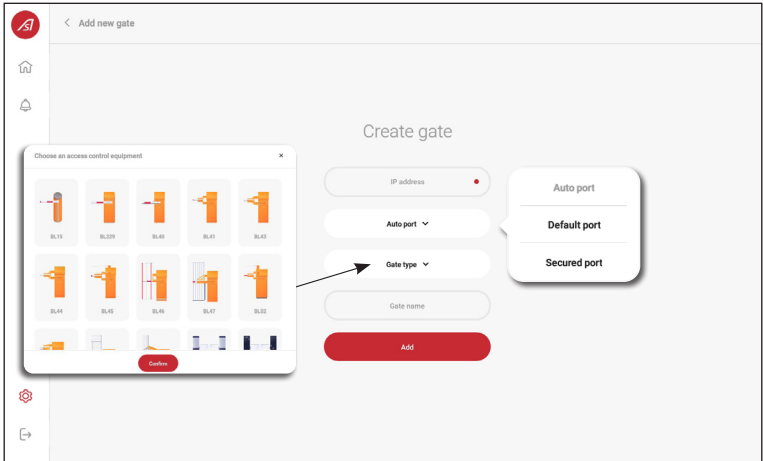 Add new gate
Create gate
Choose an access control equipment
BL15
BL229
BL40
BL41
BL43
BL44
BL45
BL46
BL47
BL52
Confirm
IP address
Auto port
Gate type
Gate name
Add
Auto port
Default port
Secured port